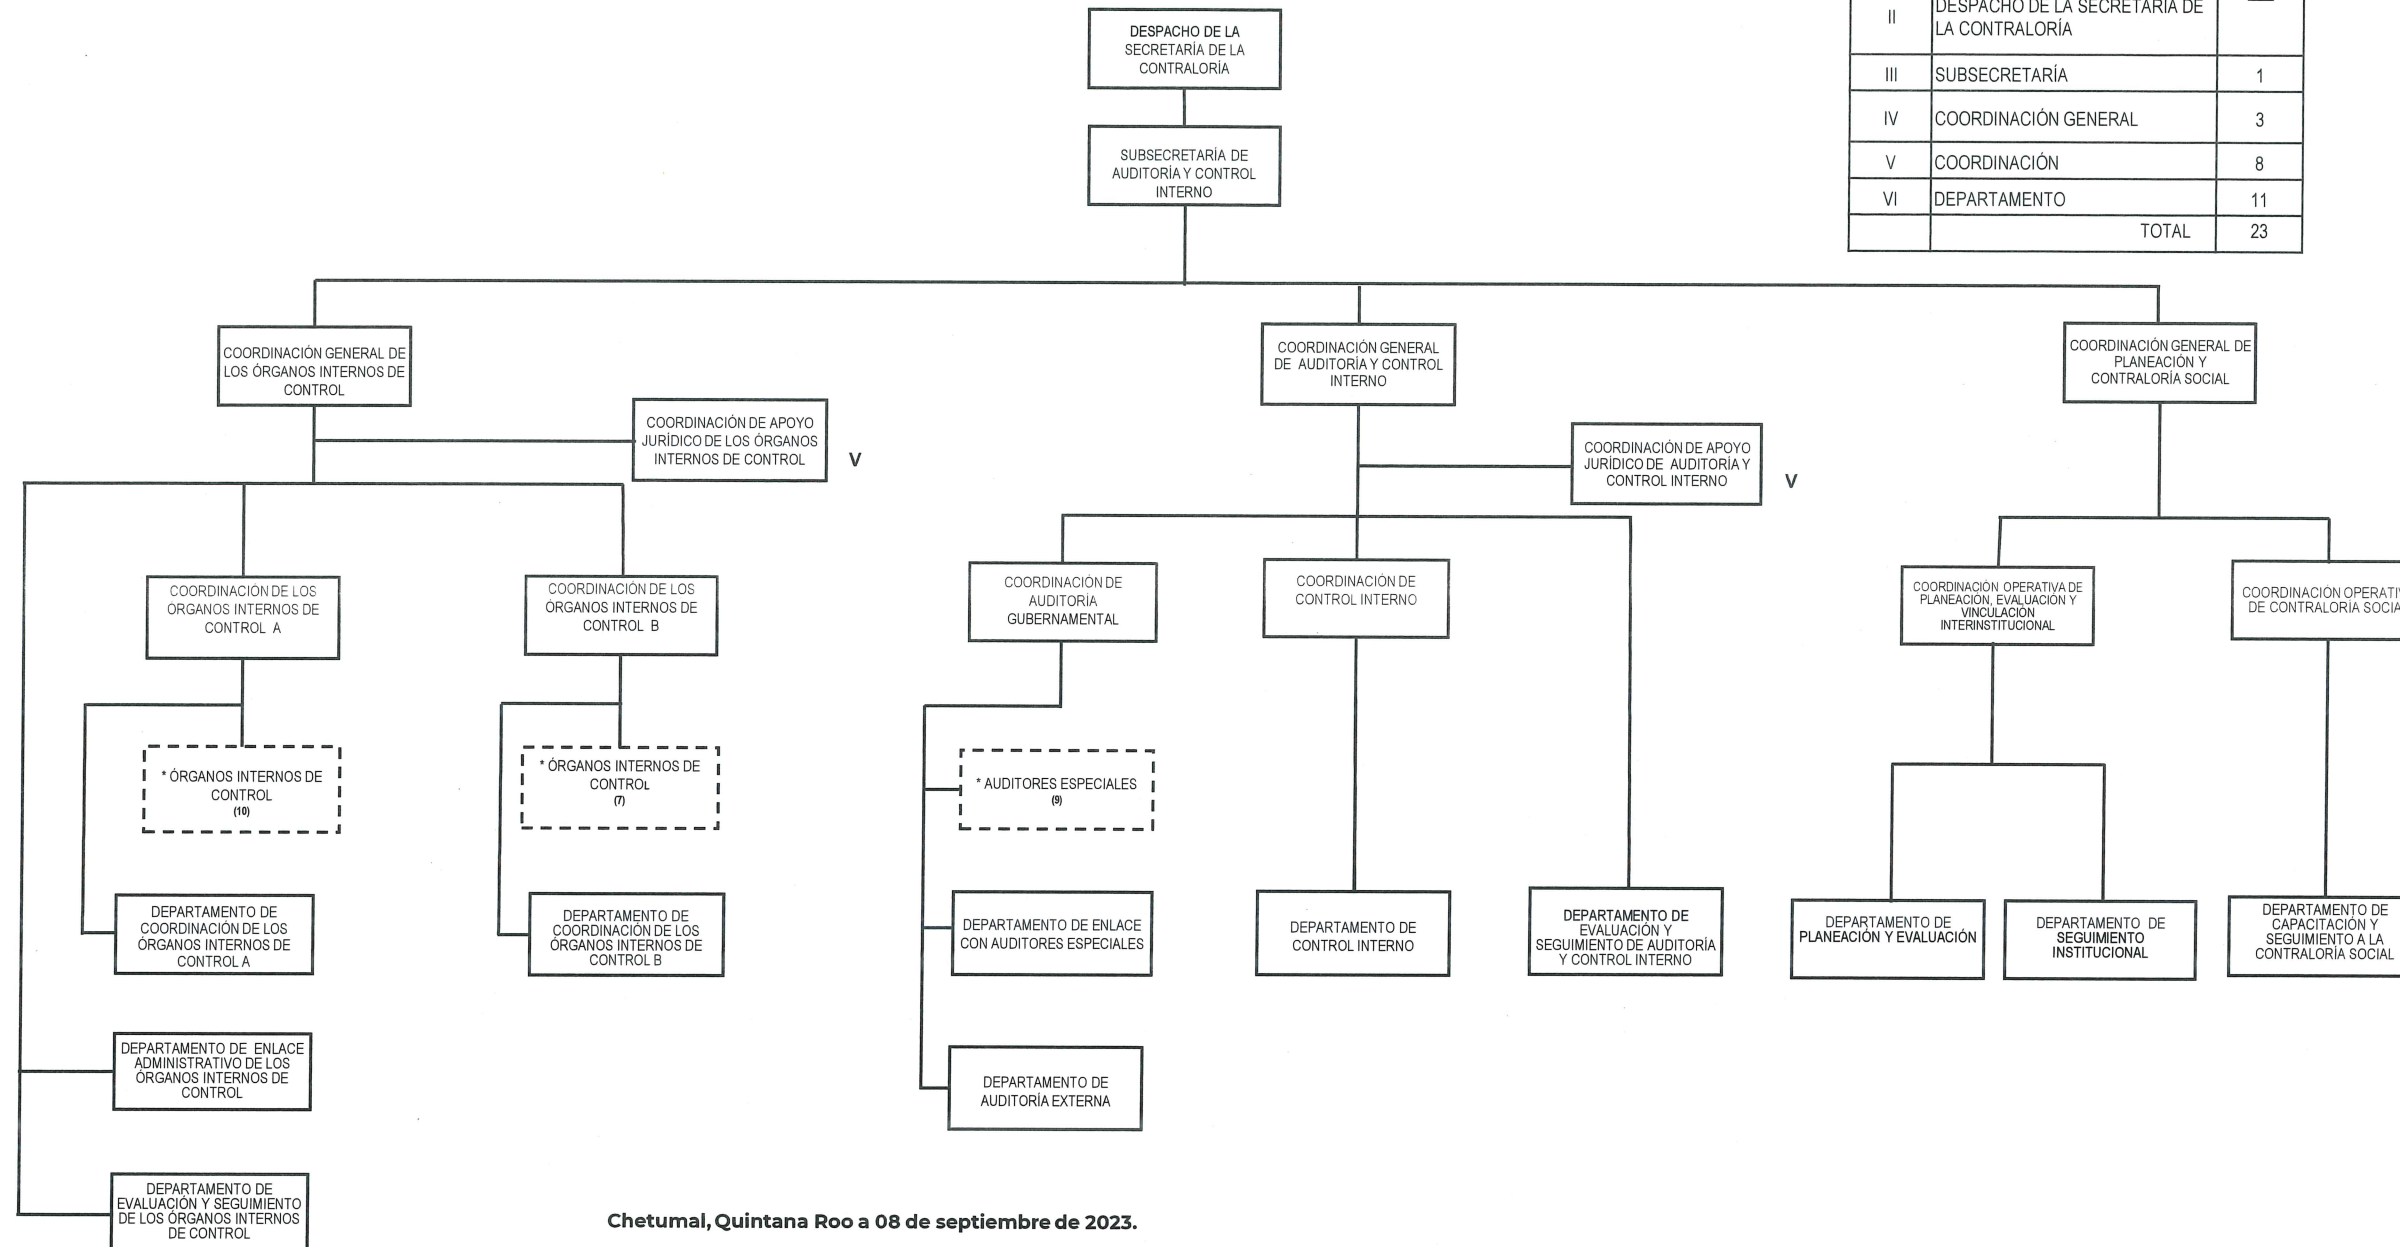 DESPACHO DE LA
SECRETARÍA DE LA
CONTRALORÍA
II
DESPACHO DE LA SECRETARÍA DE
LA CONTRALORÍA
III SUBSECRETARÍA 1
IV COORDINACIÓN GENERAL 3
V COORDINACIÓN 8
VI DEPARTAMENTO 11
TOTAL 23
SUBSECRETARÍA DE
AUDITORÍA Y CONTROL
INTERNO
COORDINACIÓN GENERAL DE
LOS ÓRGANOS INTERNOS DE
CONTROL
COORDINACIÓN GENERAL
DE AUDITORÍA Y CONTROL
INTERNO
COORDINACIÓN GENERAL DE
PLANEACIÓN Y
CONTRALORÍA SOCIAL
COORDINACIÓN DE APOYO
JURÍDICO DE LOS ÓRGANOS
INTERNOS DE CONTROL
V
COORDINACIÓN DE APOYO
JURÍDICO DE AUDITORÍA Y
CONTROL INTERNO
V
COORDINACIÓN DE LOS
ÓRGANOS INTERNOS DE
CONTROL A
COORDINACIÓN DE LOS
ÓRGANOS INTERNOS DE
CONTROL B
COORDINACIÓN DE
AUDITORÍA
GUBERNAMENTAL
COORDINACIÓN DE
CONTROL INTERNO
COORDINACIÓN OPERATIVA DE
PLANEACIÓN, EVALUACIÓN Y
VINCULACIÓN
INTERINSTITUCIONAL
COORDINACIÓN OPERATIV
DE CONTRALORÍA SOCIA
* ÓRGANOS INTERNOS DE
CONTROL
(10)
* ÓRGANOS INTERNOS DE
CONTROL
(7)
* AUDITORES ESPECIALES
(9)
DEPARTAMENTO DE
COORDINACIÓN DE LOS
ÓRGANOS INTERNOS DE
CONTROL A
DEPARTAMENTO DE
COORDINACIÓN DE LOS
ÓRGANOS INTERNOS DE
CONTROL B
DEPARTAMENTO DE ENLACE
CON AUDITORES ESPECIALES
DEPARTAMENTO DE
CONTROL INTERNO
DEPARTAMENTO DE
EVALUACIÓN Y
SEGUIMIENTO DE AUDITORÍA
Y CONTROL INTERNO
DEPARTAMENTO DE
PLANEACIÓN Y EVALUACIÓN
DEPARTAMENTO DE
SEGUIMIENTO
INSTITUCIONAL
DEPARTAMENTO DE
CAPACITACIÓN Y
SEGUIMIENTO A LA
CONTRALORÍA SOCIAL
DEPARTAMENTO DE ENLACE
ADMINISTRATIVO DE LOS
ÓRGANOS INTERNOS DE
CONTROL
DEPARTAMENTO DE
AUDITORÍA EXTERNA
DEPARTAMENTO DE
EVALUACIÓN Y SEGUIMIENTO
DE LOS ÓRGANOS INTERNOS
DE CONTROL
Chetumal, Quintana Roo a 08 de septiembre de 2023.